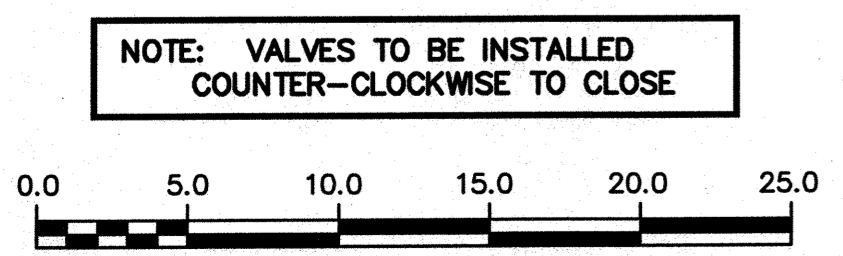 NOTE: VALVES TO BE INSTALLED
COUNTER-CLOCKWISE TO CLOSE
0.0 5.0 10.0 15.0 20.0 25.0